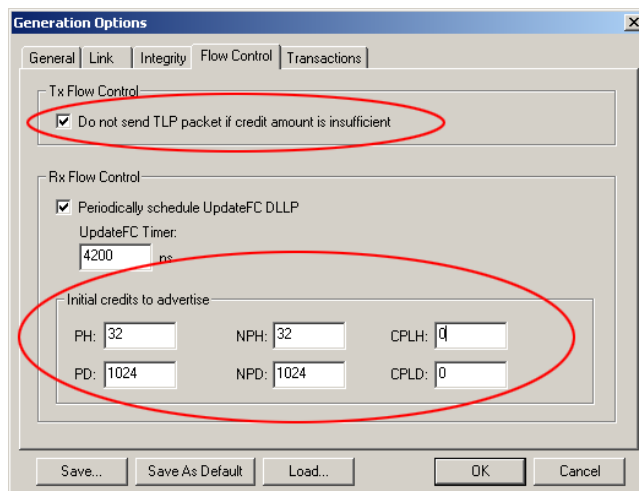 Generation Options
General Link Integrity Flow Control Transactions
Tx Flow Control
Do not send TLP packet if credit amount is insufficient
Rx Flow Control
Periodically schedule UpdateFC DLLP
UpdateFC Timer:
4200 ns
Initial credits to advertise
PH: 32 NPH: 32 CPLH: 0
PD: 1024 NPD: 1024 CPLD: 0
Save... Save As Default Load... OK Cancel